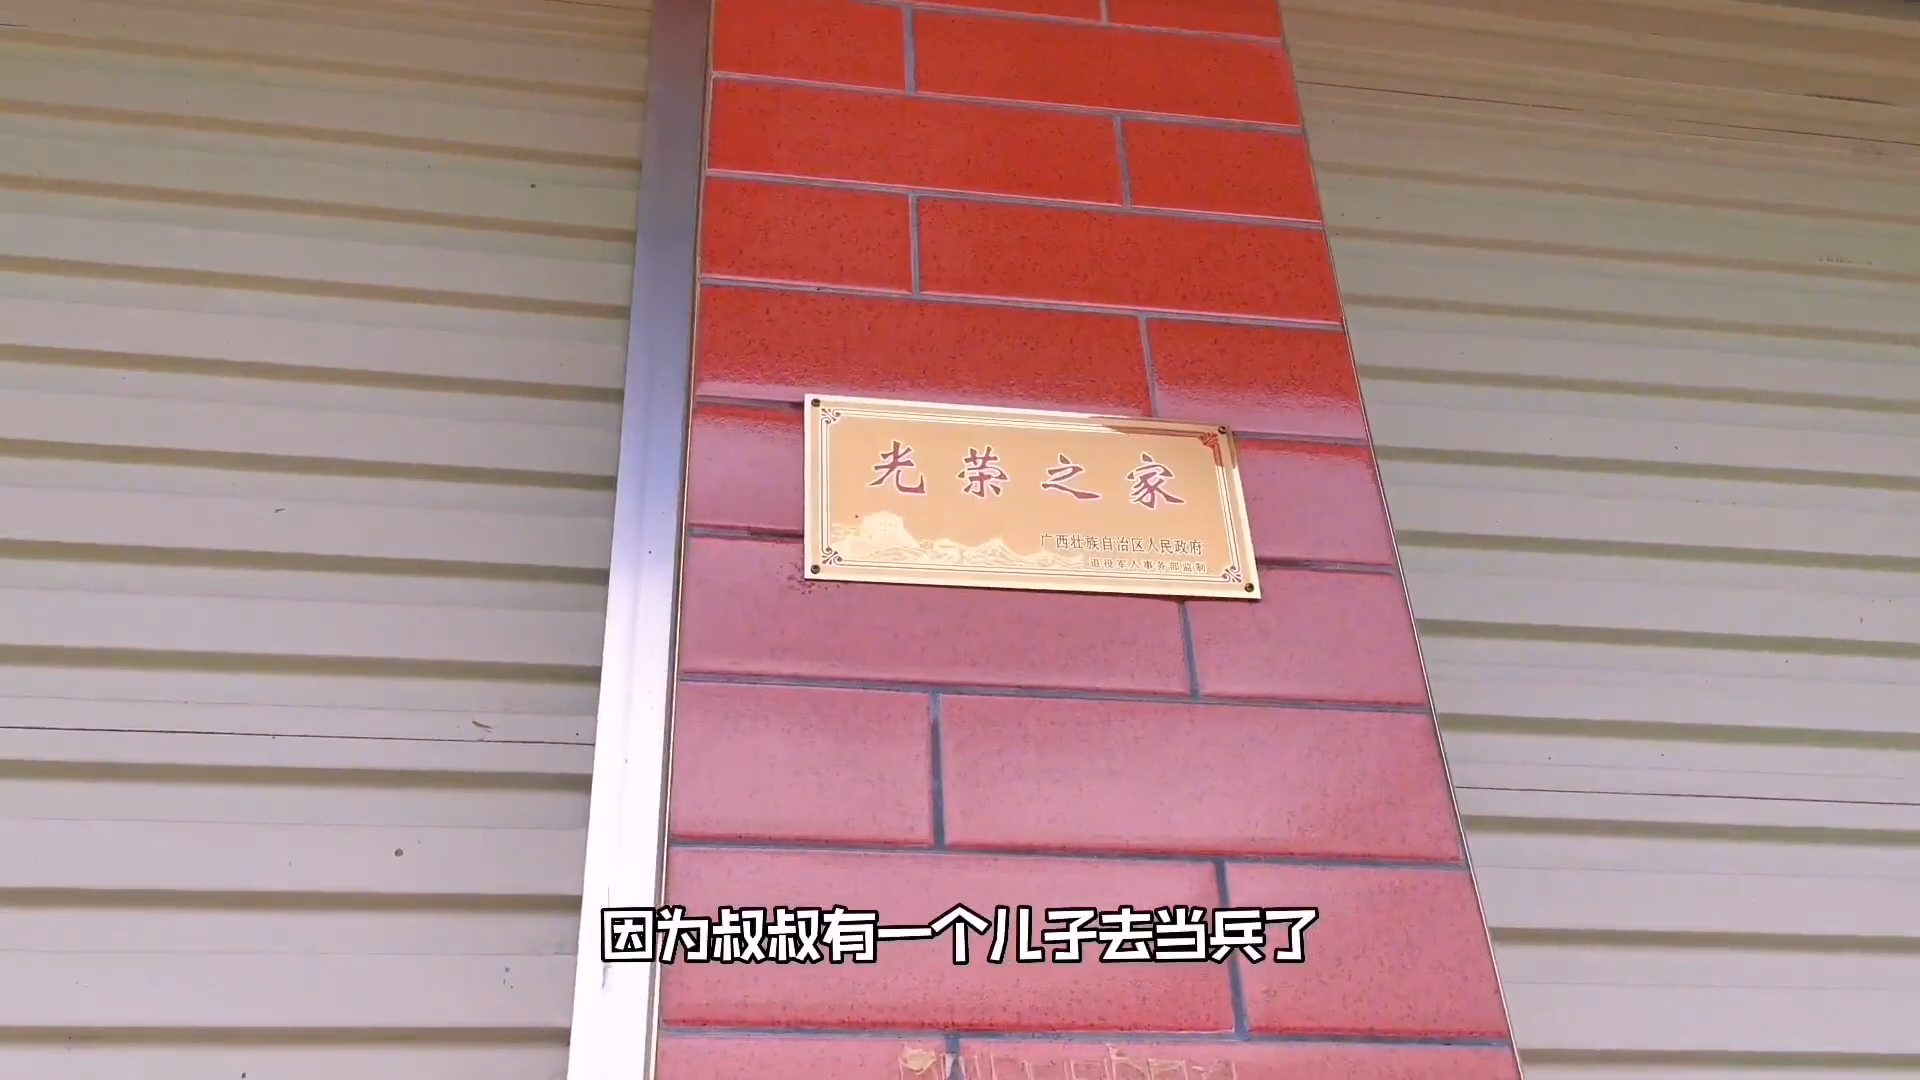 光荣之家
广西壮族自治区人民政府
退役军人事务部监制
因为叔叔有一个儿子去当兵了